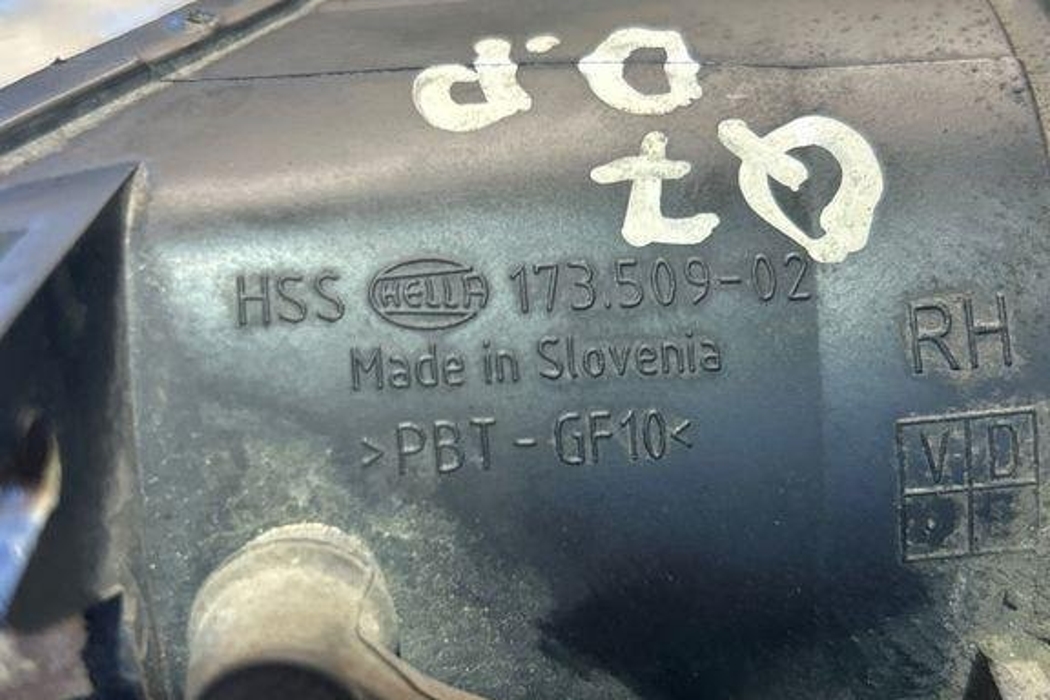 HSS HELLA 173.509-02
Made in Slovenia
>PBT-GF10<
RH
V D